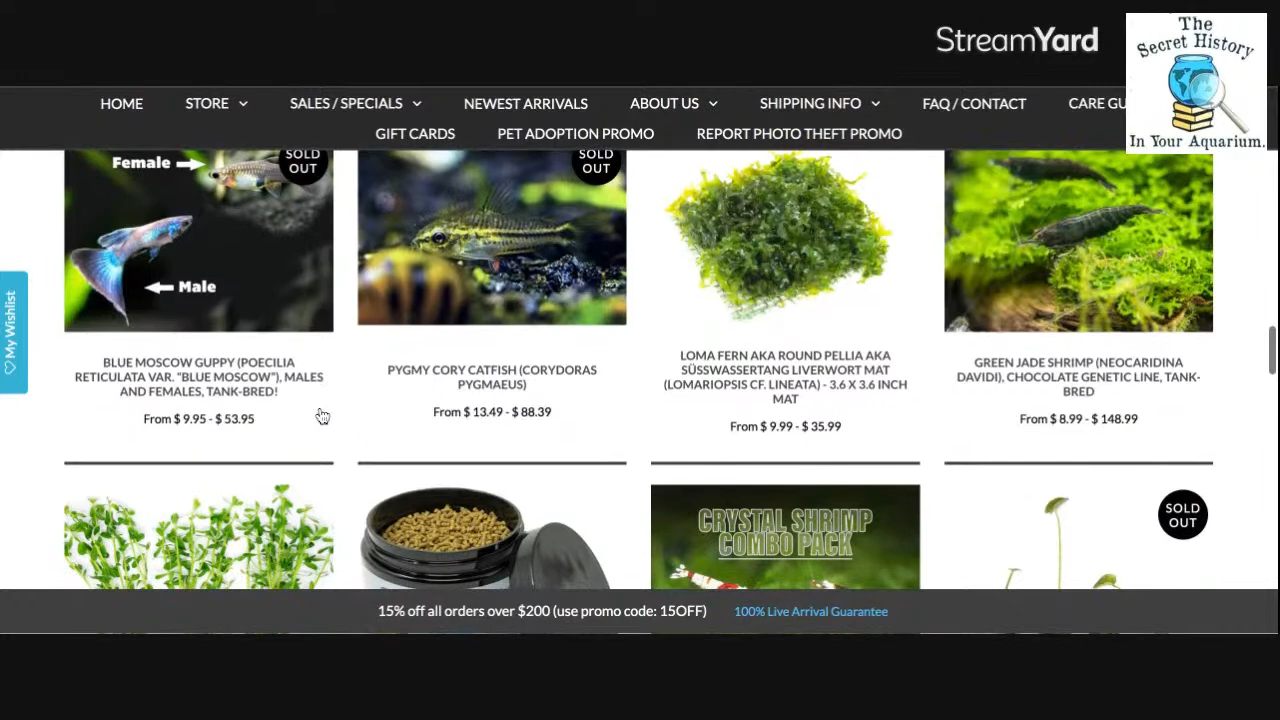 StreamYard
The
Secret History
In Your Aquarium.
HOME STORE SALES / SPECIALS NEWEST ARRIVALS ABOUT US SHIPPING INFO FAQ / CONTACT CARE GU
GIFT CARDS PET ADOPTION PROMO REPORT PHOTO THEFT PROMO
Female
SOLD
OUT
Male
SOLD
OUT
My Wishlist
BLUE MOSCOW GUPPY (POECILIA
RETICULATA VAR. "BLUE MOSCOW"), MALES
AND FEMALES, TANK-BRED!
From $ 9.95 - $ 53.95
PYGMY CORY CATFISH (CORYDORAS
PYGMAEUS)
From $ 13.49 - $ 88.39
LOMA FERN AKA ROUND PELLIA AKA
SÜSSWASSERTANG LIVERWORT MAT
(LOMARIOPSIS CF. LINEATA) - 3.6 X 3.6 INCH
MAT
From $ 9.99 - $ 35.99
GREEN JADE SHRIMP (NEOCARIDINA
DAVIDI), CHOCOLATE GENETIC LINE, TANK-
BRED
From $ 8.99 - $ 148.99
CRYSTAL SHRIMP
COMBO PACK
SOLD
OUT
15% off all orders over $200 (use promo code: 15OFF) 100% Live Arrival Guarantee